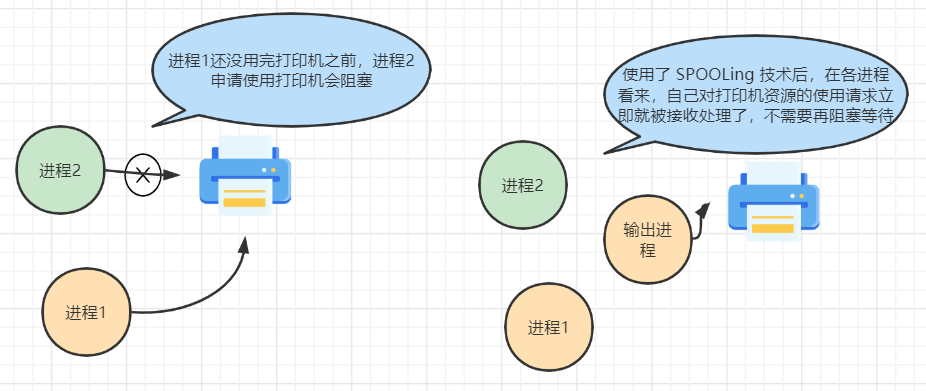 进程1还没用完打印机之前，进程2
申请使用打印机会阻塞
进程2
进程1
使用了 SPOOLing 技术后，在各进程
看来，自己对打印机资源的使用请求立
即就被接收处理了，不需要再阻塞等待
进程2
输出进
程
进程1